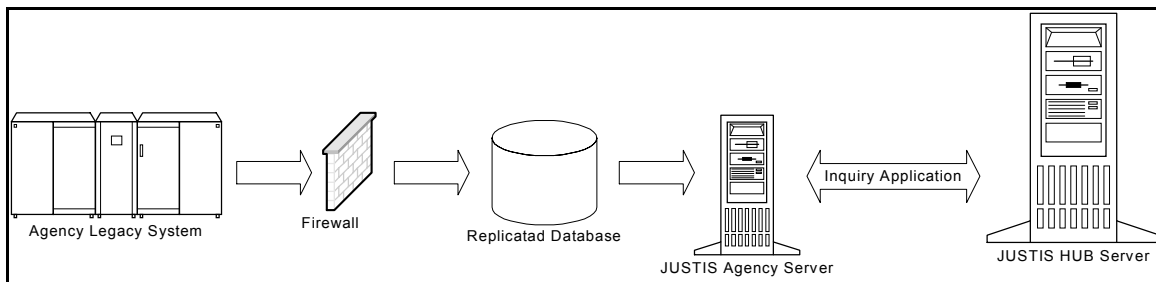 Agency Legacy System
Firewall
Replicatad Database
JUSTIS Agency Server
Inquiry Application
JUSTIS HUB Server